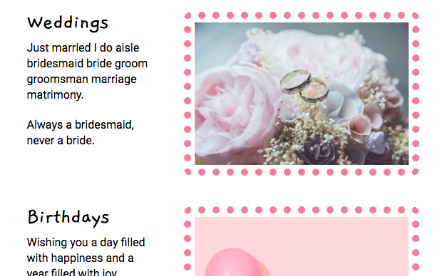 Weddings
Just married I do aisle
bridesmaid bride groom
groomsman marriage
matrimony.
Always a bridesmaid,
never a bride.
Birthdays
Wishing you a day filled
with happiness and a
year filled with joy